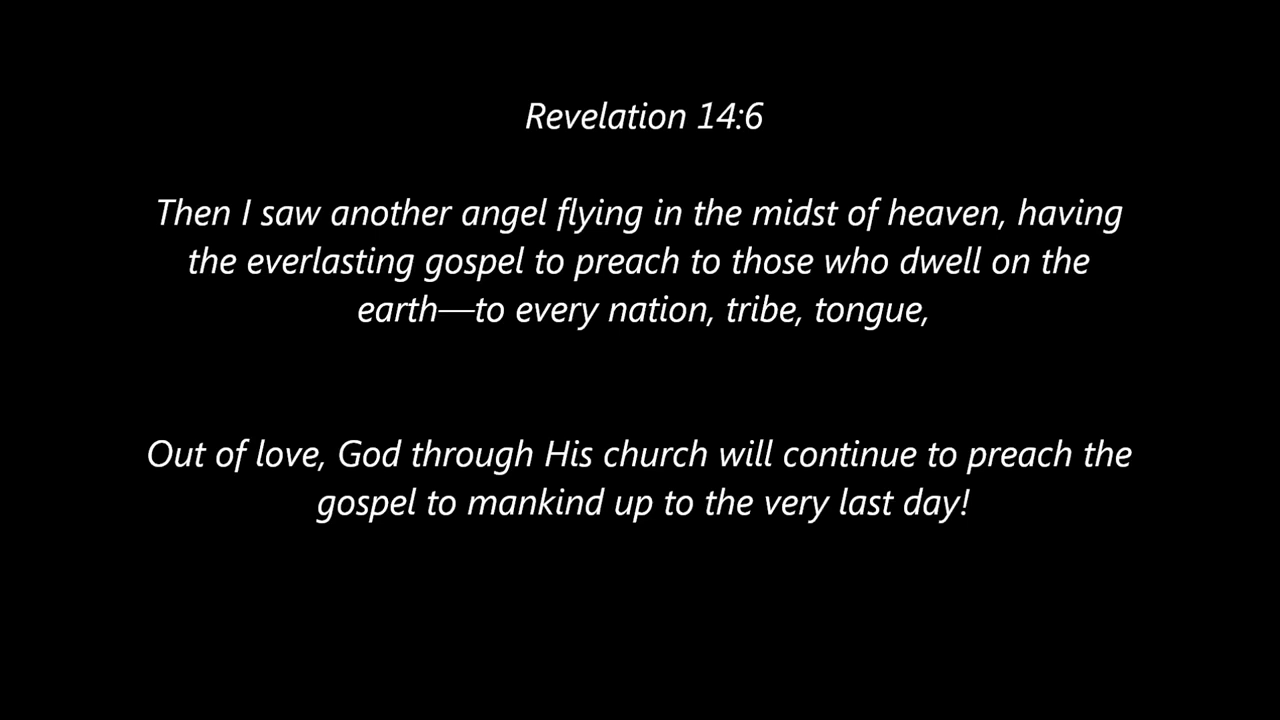 Revelation 14:6
Then I saw another angel flying in the midst of heaven, having
the everlasting gospel to preach to those who dwell on the
earth—to every nation, tribe, tongue,
Out of love, God through His church will continue to preach the
gospel to mankind up to the very last day!